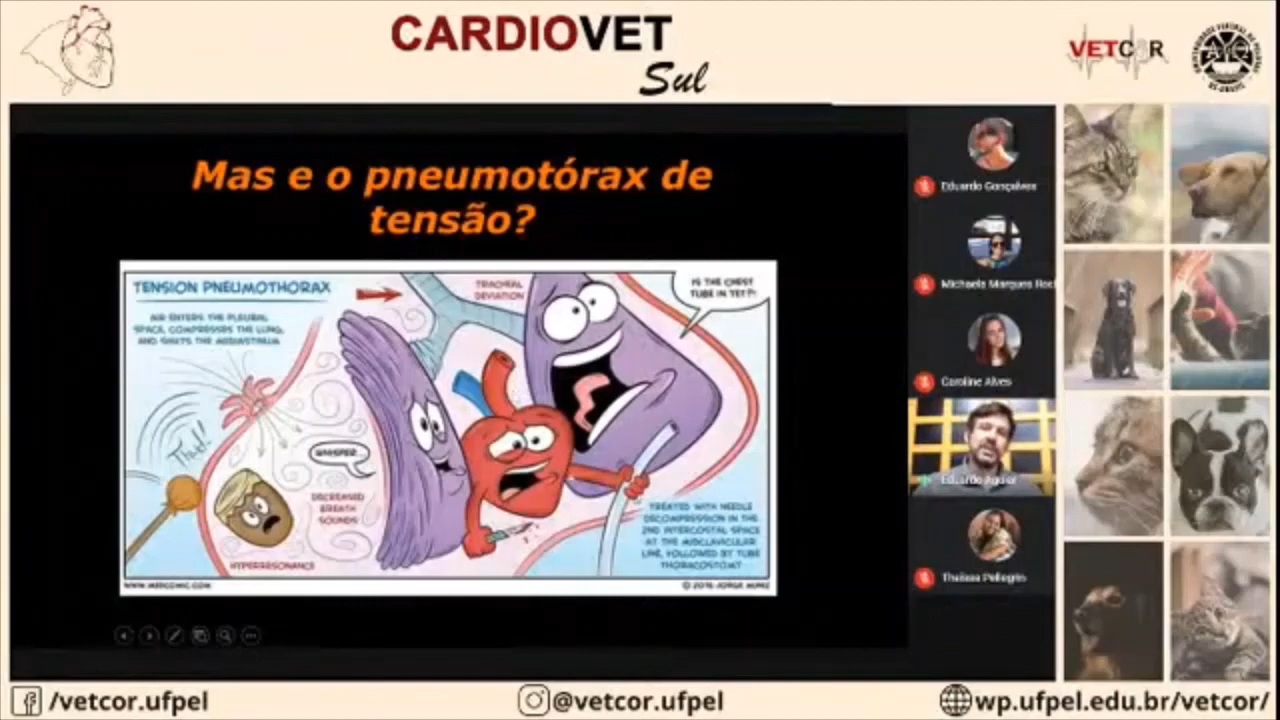 CARDIOVET
Sul
VETCOR
Mas e o pneumotórax de
tensão?
TENSION PNEUMOTHORAX
AIR ENTERS THE PLEURAL
SPACE, COMPRESSES THE LUNG,
AND SHIFTS THE MEDIASTINUM.
TRACHEAL
DEVIATION
IS THE CHEST
TUBE IN YET?!
WHISPER...
DECREASED
BREATH
SOUNDS
HYPERRESONANCE
TREATED WITH NEEDLE
DECOMPRESSION IN THE
2ND INTERCOSTAL SPACE
AT THE MIDCLAVICULAR
LINE, FOLLOWED BY TUBE
THORACOSTOMY
WWW.MEDCOMIC.COM
© 2016 JORGE MUNIZ
Eduardo Gonçalves
Michaela Marques Roc
Caroline Alves
Eduardo Aguiar
Pellegrin
/vetcor.ufpel
@vetcor.ufpel
wp.ufpel.edu.br/vetcor/